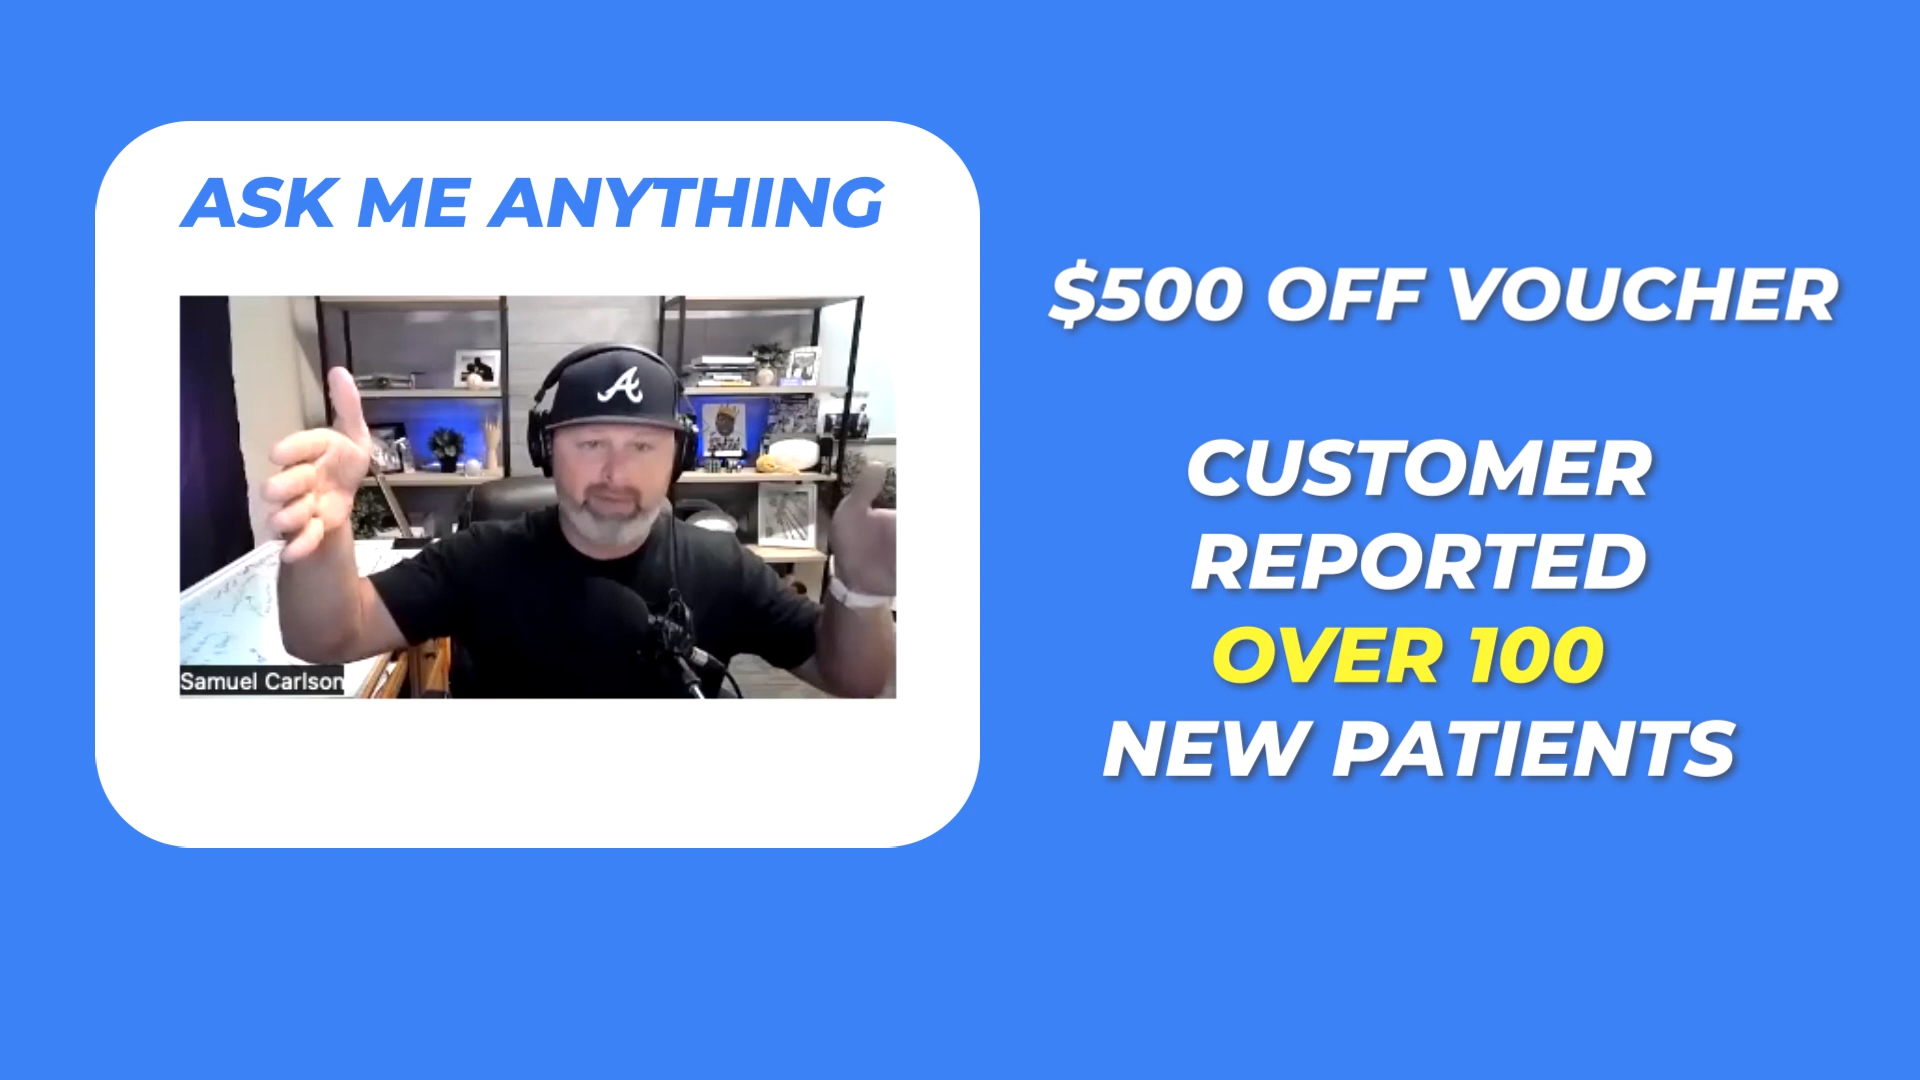 ASK ME ANYTHING
Samuel Carlson
$500 OFF VOUCHER
CUSTOMER
REPORTED
OVER 100
NEW PATIENTS